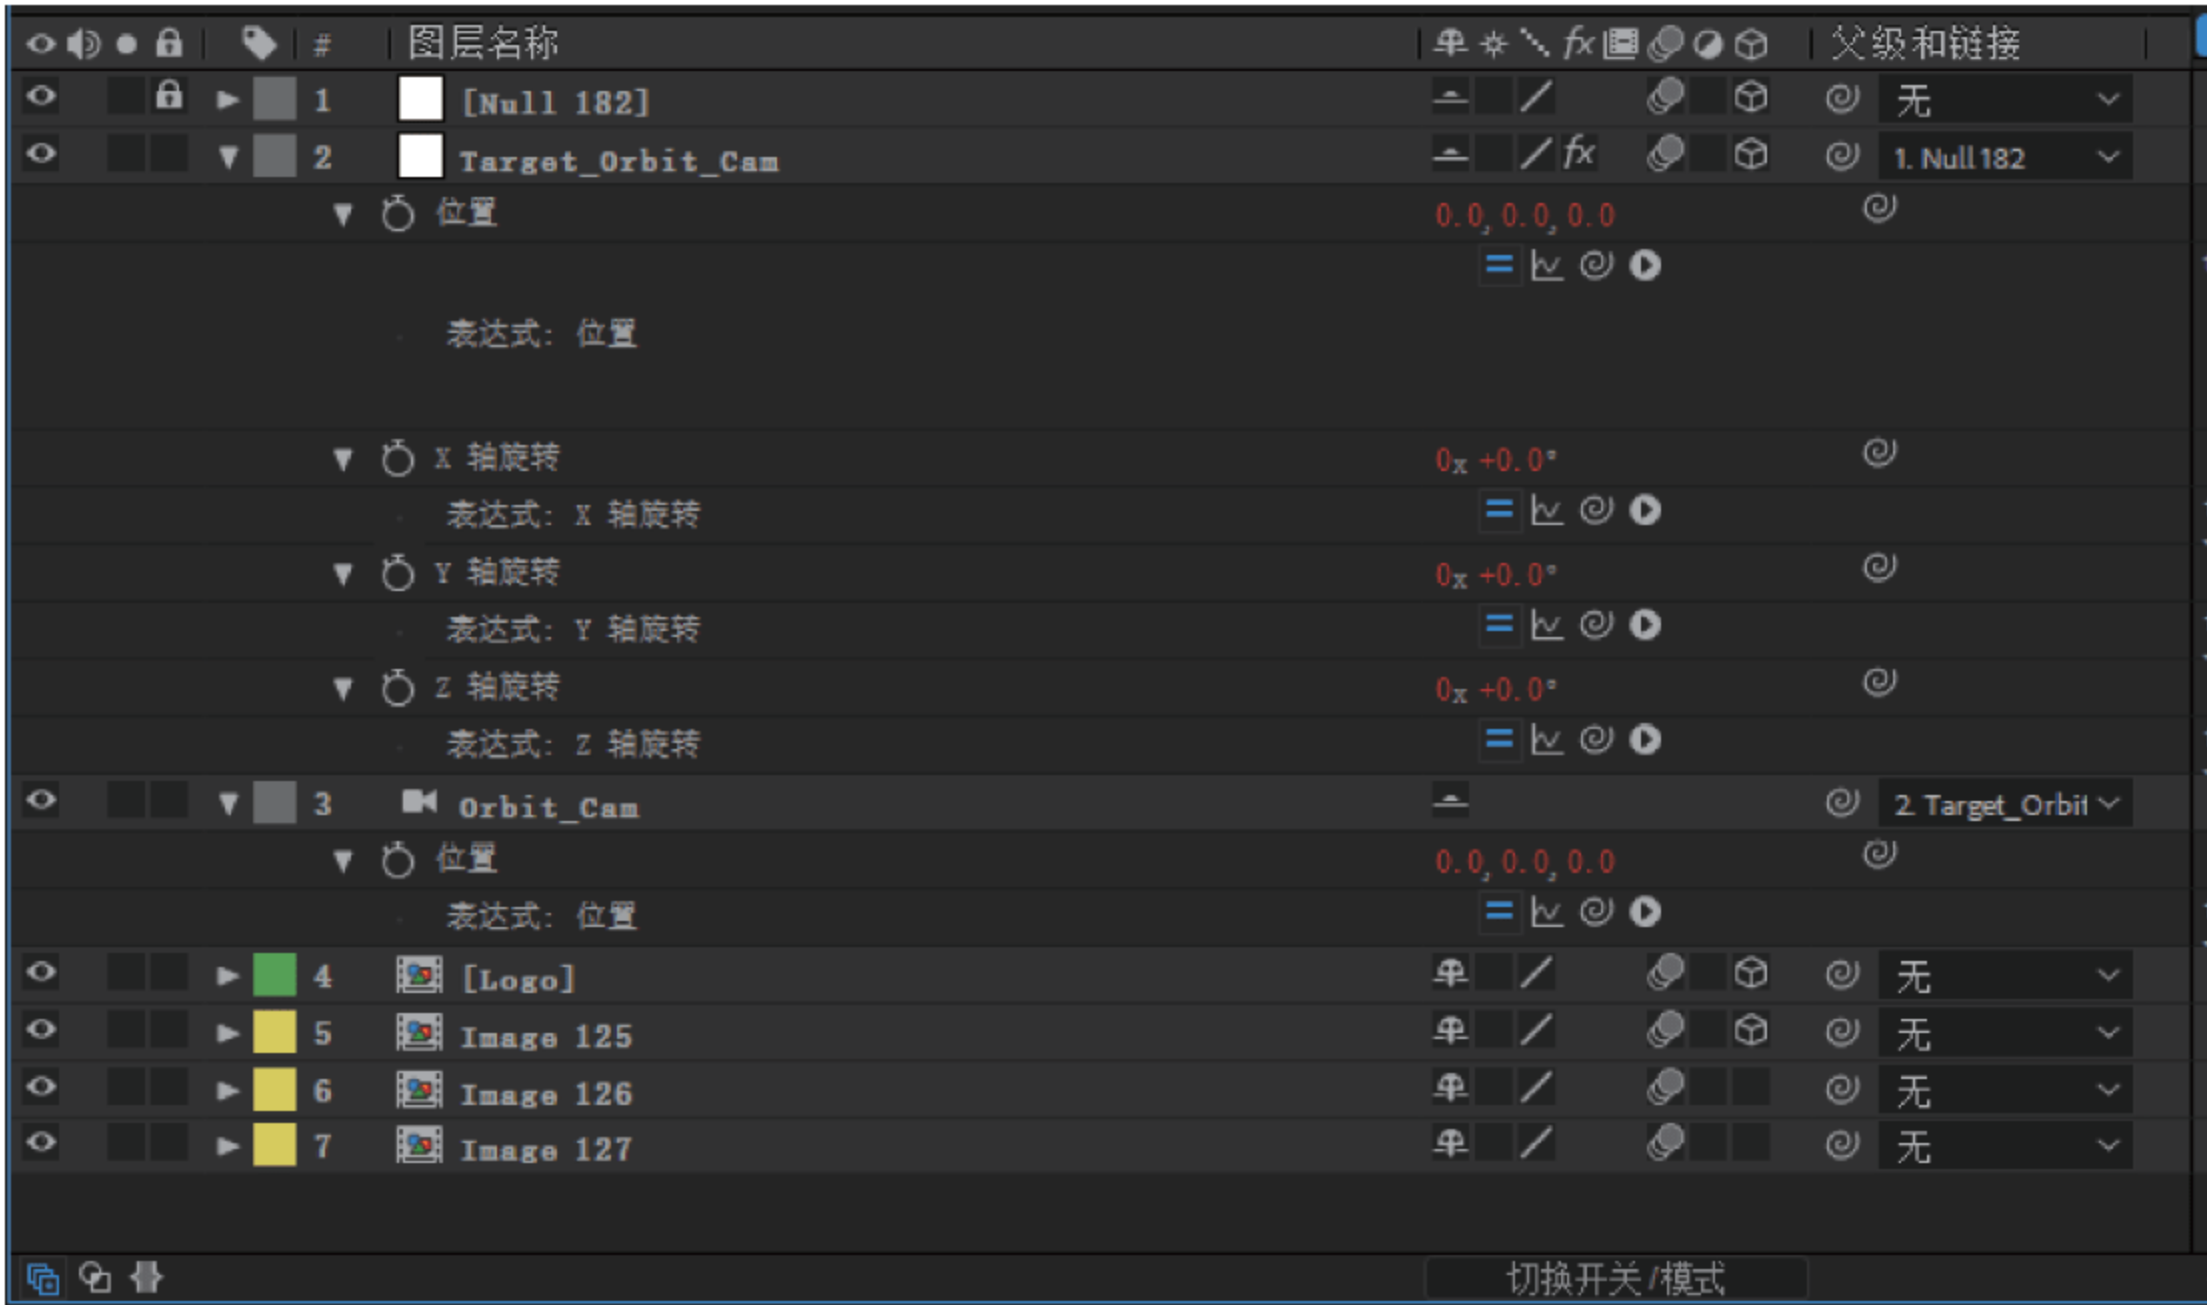 # 图层名称 fx 父级和链接
1 [Null 182] 无
2 Target_Orbit_Cam fx 1. Null 182
位置 0.0, 0.0, 0.0
表达式: 位置
X 轴旋转 0x +0.0°
表达式: X 轴旋转
Y 轴旋转 0x +0.0°
表达式: Y 轴旋转
Z 轴旋转 0x +0.0°
表达式: Z 轴旋转
3 Orbit_Cam 2. Target_Orbit
位置 0.0, 0.0, 0.0
表达式: 位置
4 [Logo] 无
5 Image 125 无
6 Image 126 无
7 Image 127 无
切换开关/模式